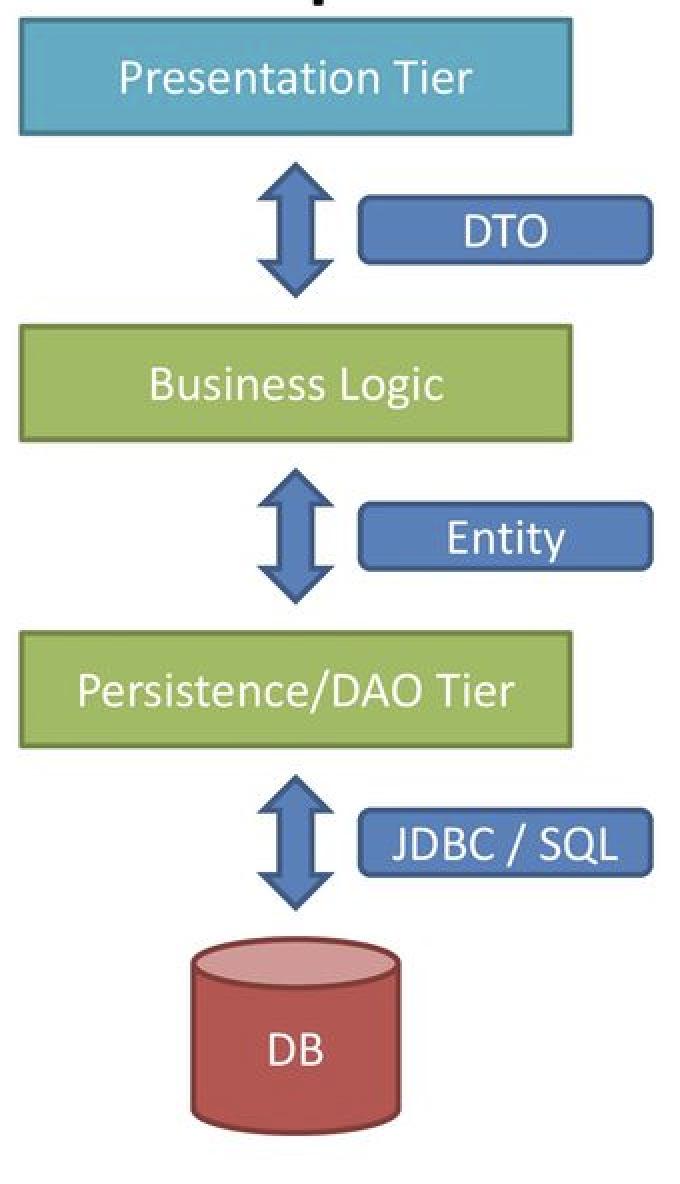 Presentation Tier
DTO
Business Logic
Entity
Persistence/DAO Tier
JDBC / SQL
DB